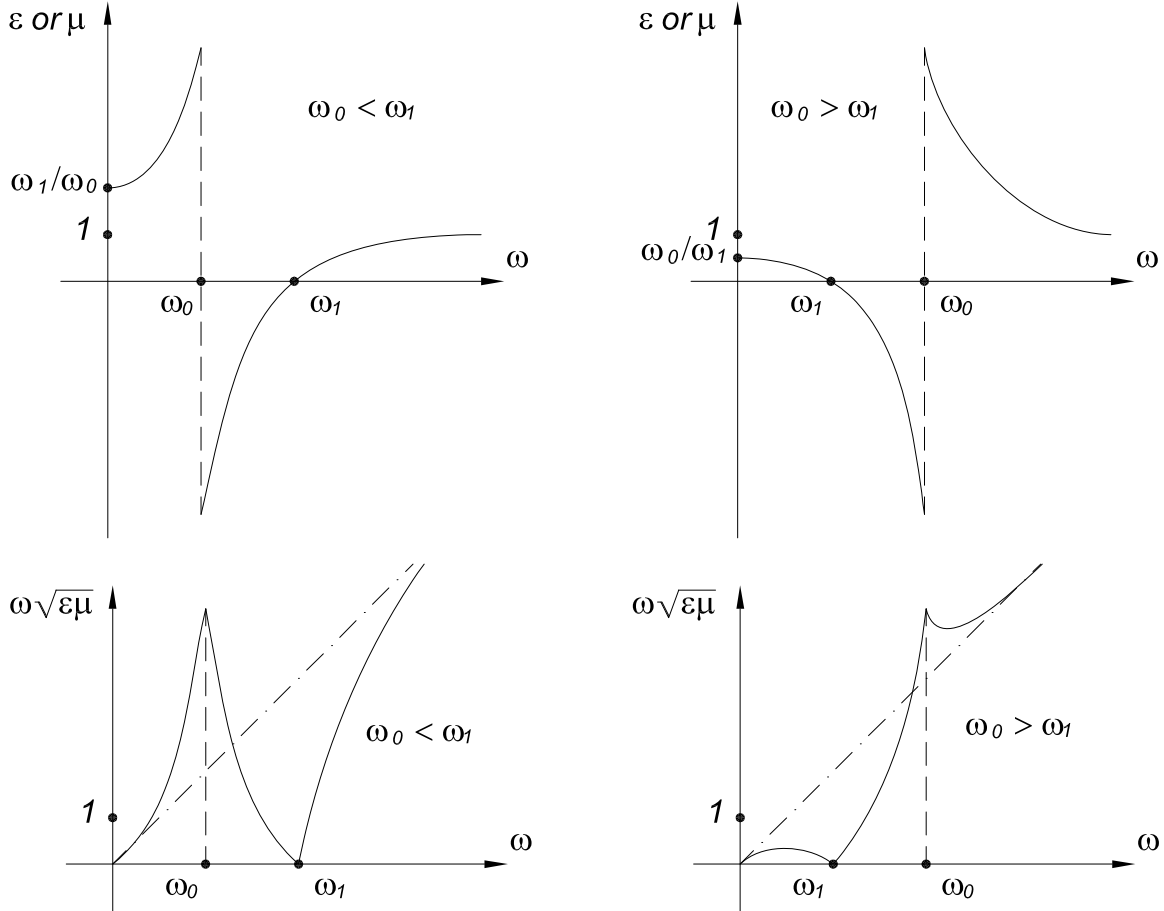 ε or μ
ω₀ < ω₁
ω₁/ω₀
1
ω
ω₀
ω₁
ε or μ
ω₀ > ω₁
1
ω₀/ω₁
ω
ω₁
ω₀
ω√εμ
ω₀ < ω₁
1
ω
ω₀
ω₁
ω√εμ
ω₀ > ω₁
1
ω
ω₁
ω₀